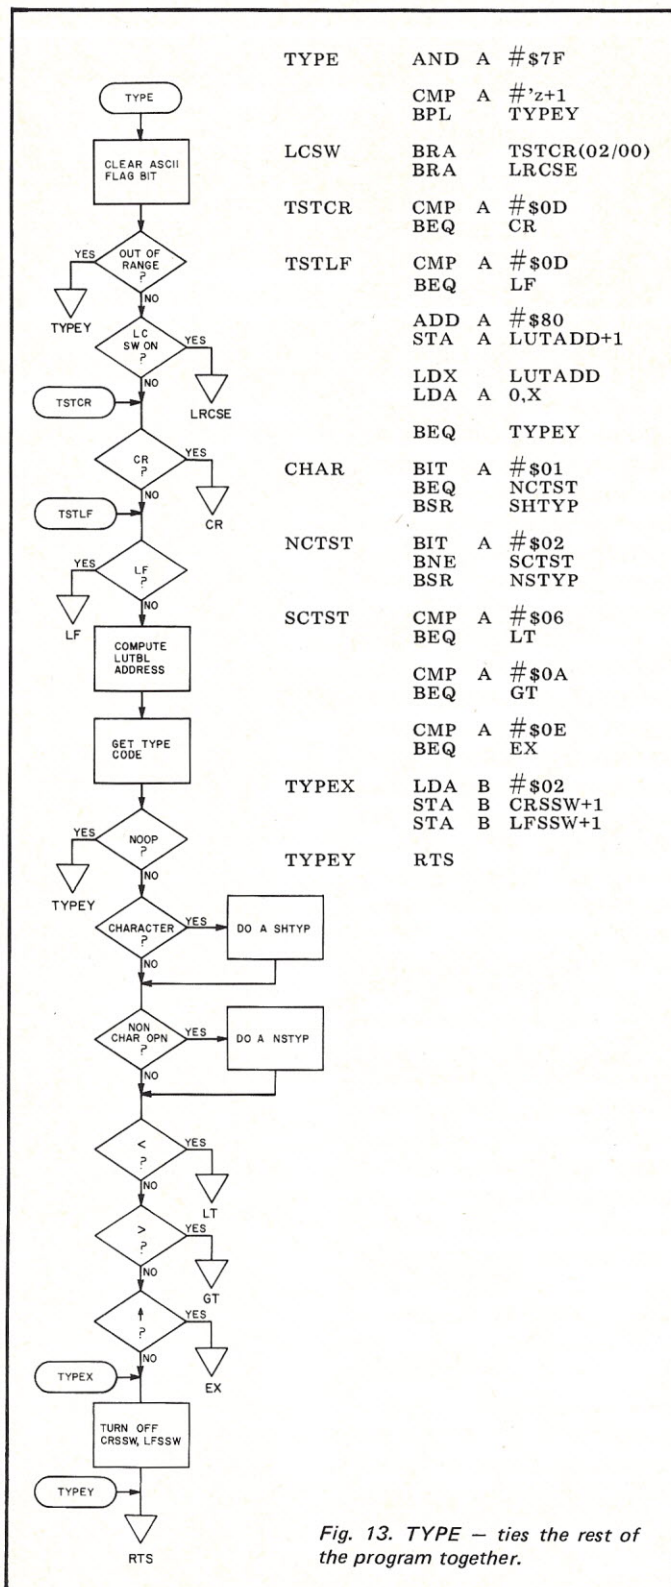 TYPE
CLEAR ASCII
FLAG BIT
YES
OUT OF
RANGE
?
NO
TYPEY
LC
SW ON
?
YES
NO
LRCSE
TSTCR
CR
?
YES
NO
CR
TSTLF
YES
LF
?
NO
LF
COMPUTE
LUTBL
ADDRESS
GET TYPE
CODE
YES
NOOP
?
NO
TYPEY
CHARACTER
?
YES
DO A SHTYP
NO
NON
CHAR OPN
?
YES
DO A NSTYP
NO
<
?
YES
NO
LT
>
?
YES
NO
GT
↑
?
YES
NO
EX
TYPEX
TURN OFF
CRSSW, LFSSW
TYPEY
RTS
TYPE AND A #$7F
CMP A #'z+1
BPL TYPEY
LCSW BRA TSTCR(02/00)
BRA LRCSE
TSTCR CMP A #$0D
BEQ CR
TSTLF CMP A #$0D
BEQ LF
ADD A #$80
STA A LUTADD+1
LDX LUTADD
LDA A 0,X
BEQ TYPEY
CHAR BIT A #$01
BEQ NCTST
BSR SHTYP
NCTST BIT A #$02
BNE SCTST
BSR NSTYP
SCTST CMP A #$06
BEQ LT
CMP A #$0A
BEQ GT
CMP A #$0E
BEQ EX
TYPEX LDA B #$02
STA B CRSSW+1
STA B LFSSW+1
TYPEY RTS
Fig. 13. TYPE — ties the rest of
the program together.